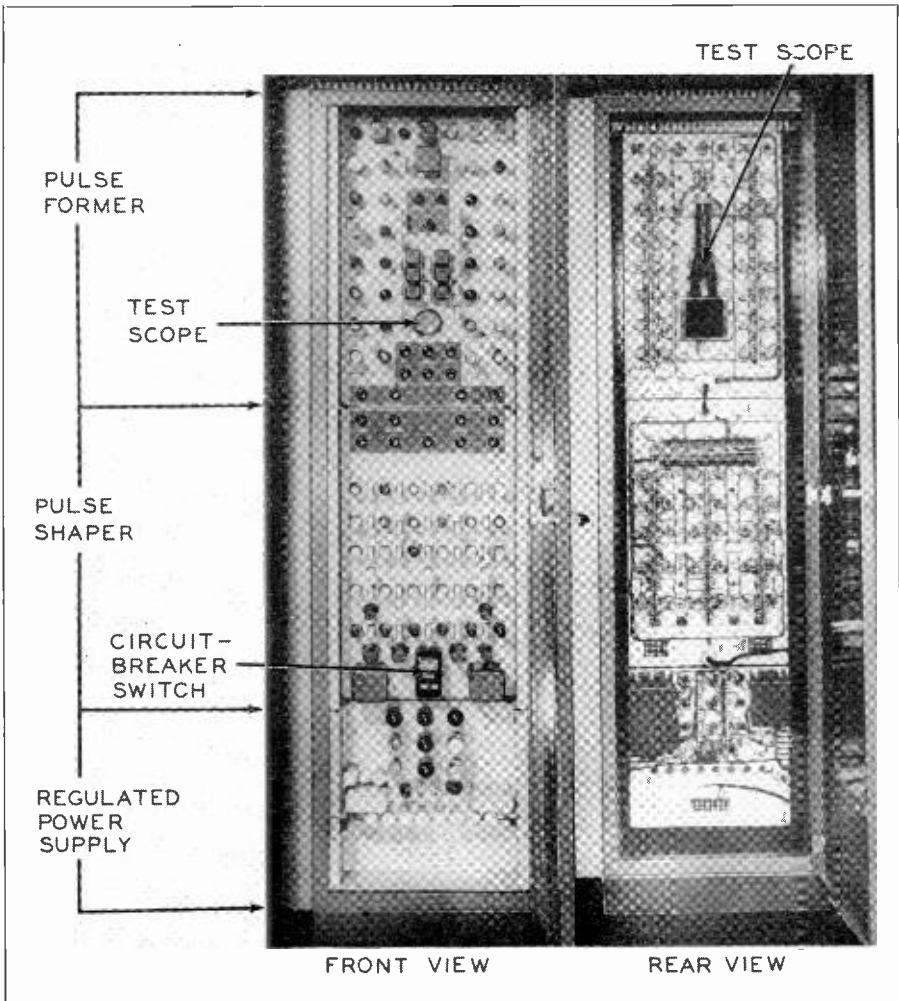 TEST SCOPE
PULSE
FORMER
TEST
SCOPE
PULSE
SHAPER
CIRCUIT-
BREAKER
SWITCH
REGULATED
POWER
SUPPLY
FRONT VIEW
REAR VIEW